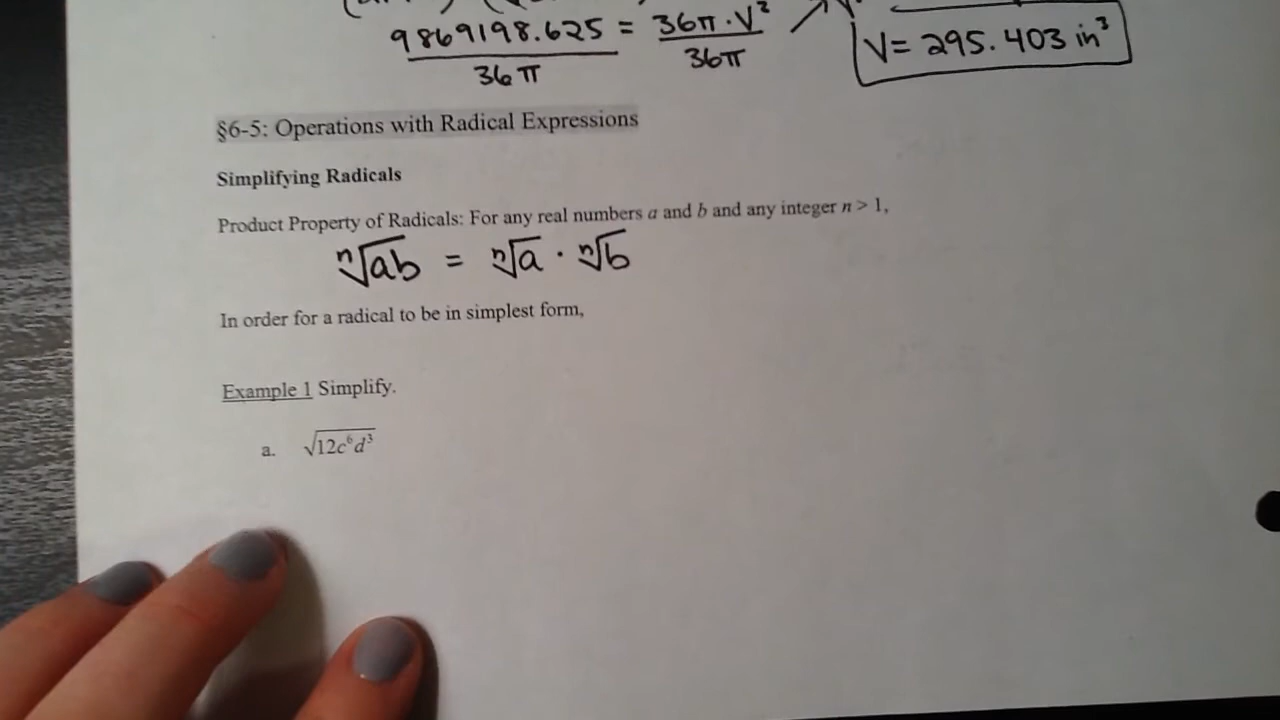 9869198.625 = 36π·V²
36π 36π
V= 295.403 in³
§6-5: Operations with Radical Expressions
Simplifying Radicals
Product Property of Radicals: For any real numbers a and b and any integer n > 1,
ⁿ√ab = ⁿ√a · ⁿ√b
In order for a radical to be in simplest form,
Example 1 Simplify.
a. √12c⁶d³